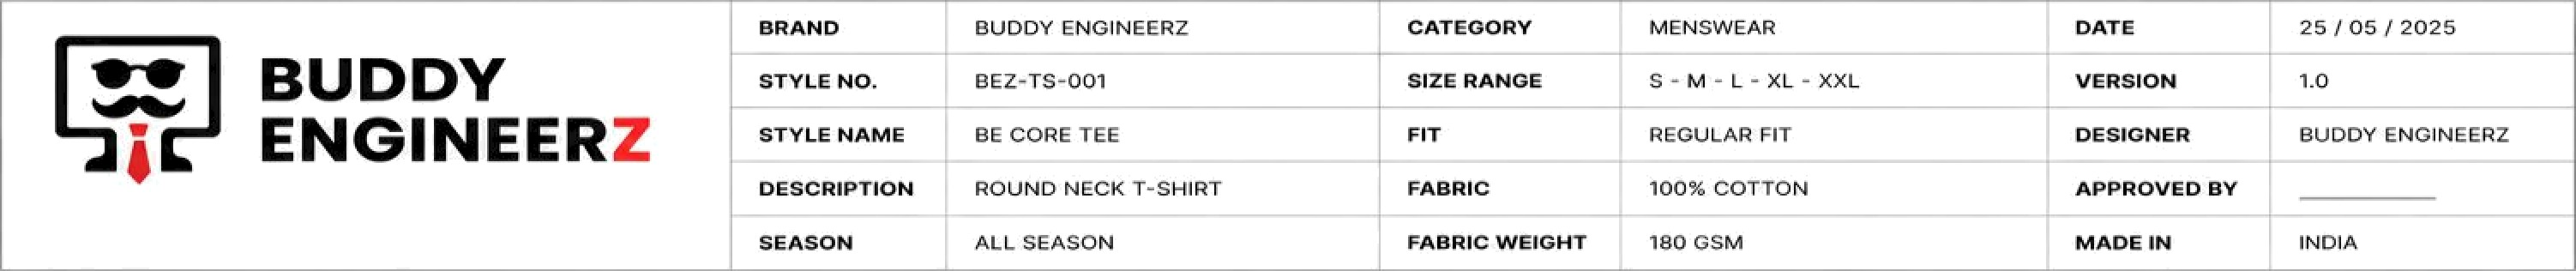 BUDDY
ENGINEERZ
BRAND BUDDY ENGINEERZ CATEGORY MENSWEAR DATE 25 / 05 / 2025
STYLE NO. BEZ-TS-001 SIZE RANGE S - M - L - XL - XXL VERSION 1.0
STYLE NAME BE CORE TEE FIT REGULAR FIT DESIGNER BUDDY ENGINEERZ
DESCRIPTION ROUND NECK T-SHIRT FABRIC 100% COTTON APPROVED BY
SEASON ALL SEASON FABRIC WEIGHT 180 GSM MADE IN INDIA